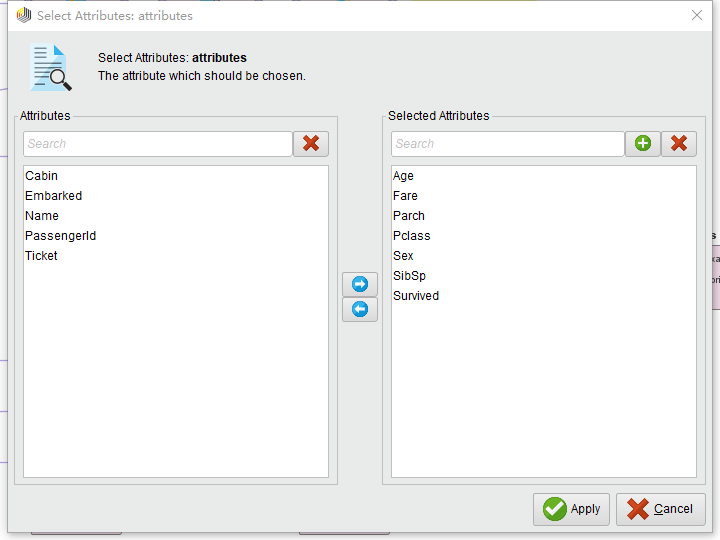 Select Attributes: attributes
Select Attributes: attributes
The attribute which should be chosen.
Attributes
Selected Attributes
Search
Search
Cabin
Embarked
Name
PassengerId
Ticket
Age
Fare
Parch
Pclass
Sex
SibSp
Survived
Apply
Cancel